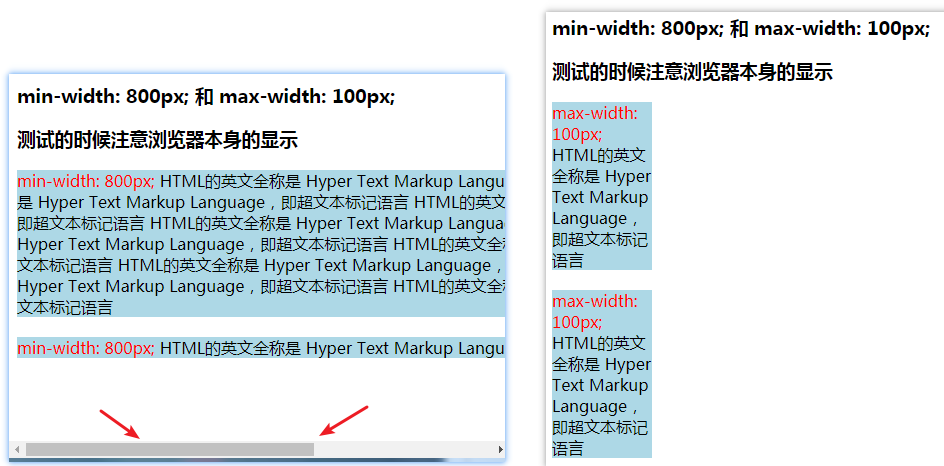 min-width: 800px; 和 max-width: 100px;
测试的时候注意浏览器本身的显示
min-width: 800px; HTML的英文全称是 Hyper Text Markup Langu
是 Hyper Text Markup Language，即超文本标记语言 HTML的英文
即超文本标记语言 HTML的英文全称是 Hyper Text Markup Langua
Hyper Text Markup Language，即超文本标记语言 HTML的英文全
文本标记语言 HTML的英文全称是 Hyper Text Markup Language，
Hyper Text Markup Language，即超文本标记语言 HTML的英文全
文本标记语言
min-width: 800px; HTML的英文全称是 Hyper Text Markup Langu
min-width: 800px; 和 max-width: 100px;
测试的时候注意浏览器本身的显示
max-width:
100px;
HTML的英文
全称是 Hyper
Text Markup
Language，
即超文本标记
语言
max-width:
100px;
HTML的英文
全称是 Hyper
Text Markup
Language，
即超文本标记
语言